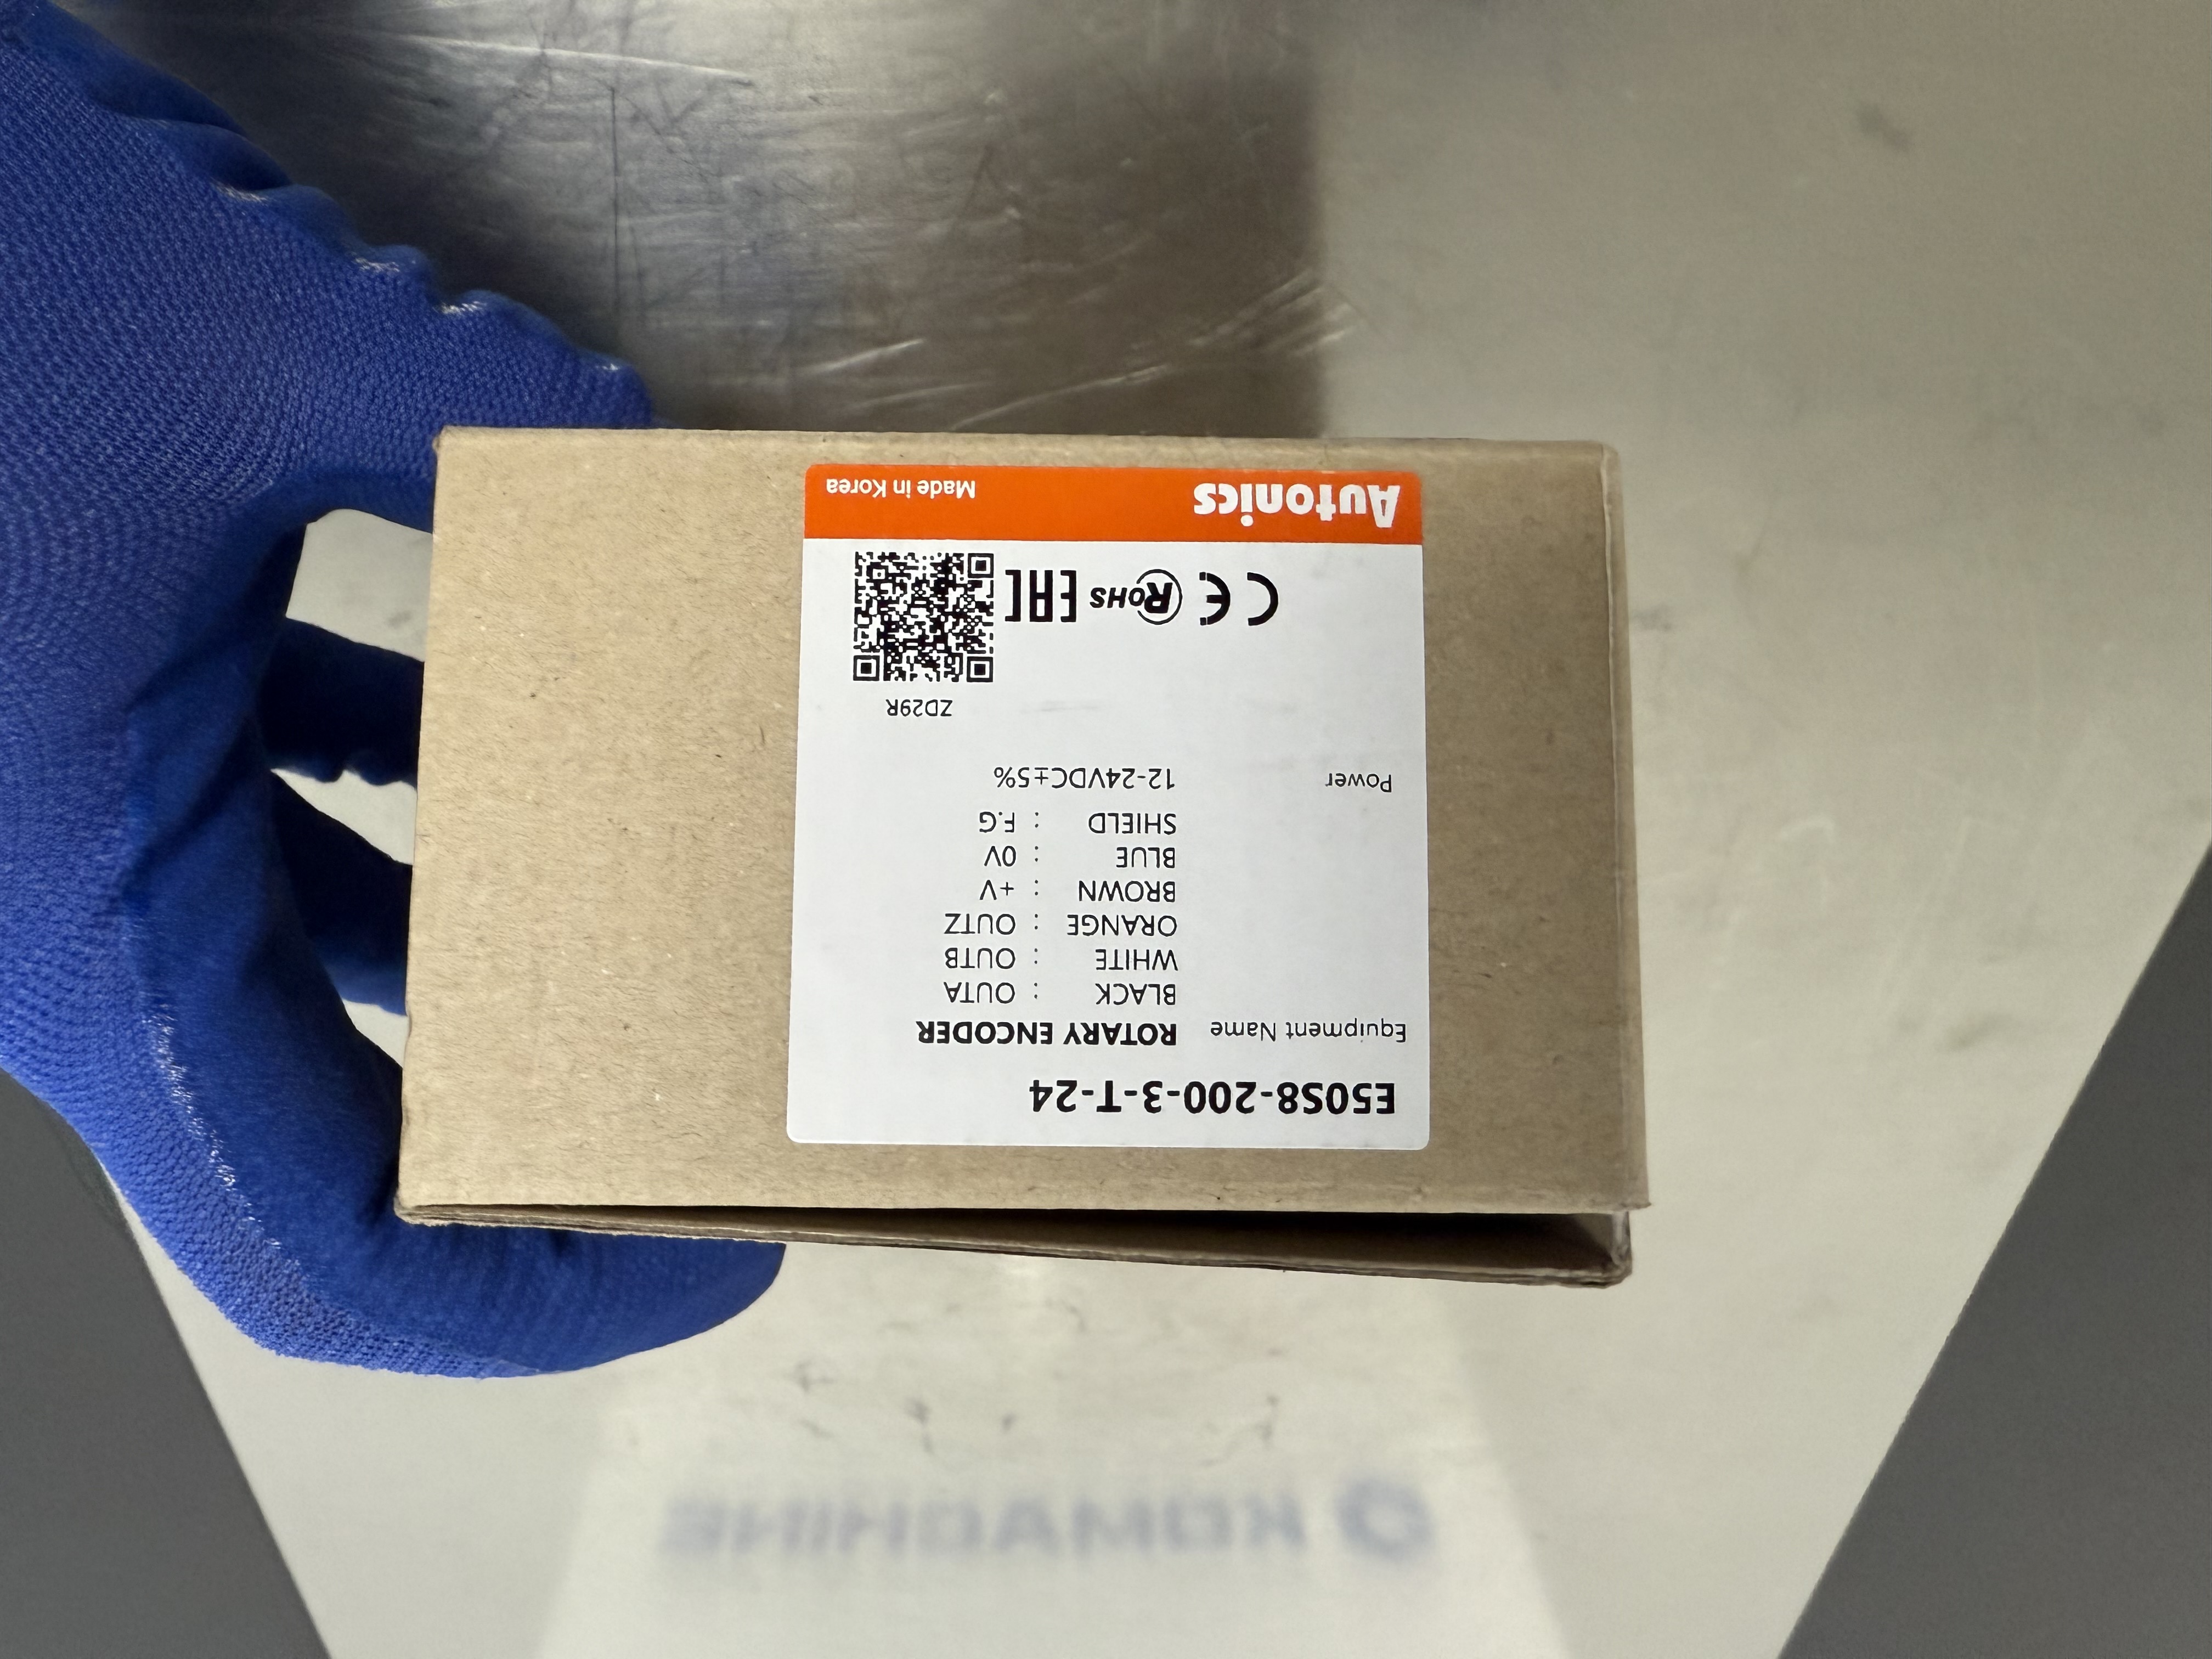 E50S8-200-3-T-24
Equipment Name ROTARY ENCODER
BLACK : OUTA
WHITE : OUTB
ORANGE : OUTZ
BROWN : +V
BLUE : 0V
SHIELD : F.G
Power 12-24VDC±5%
ZD29R
CE RoHS EAC
Autonics Made in Korea
KOMACHINE